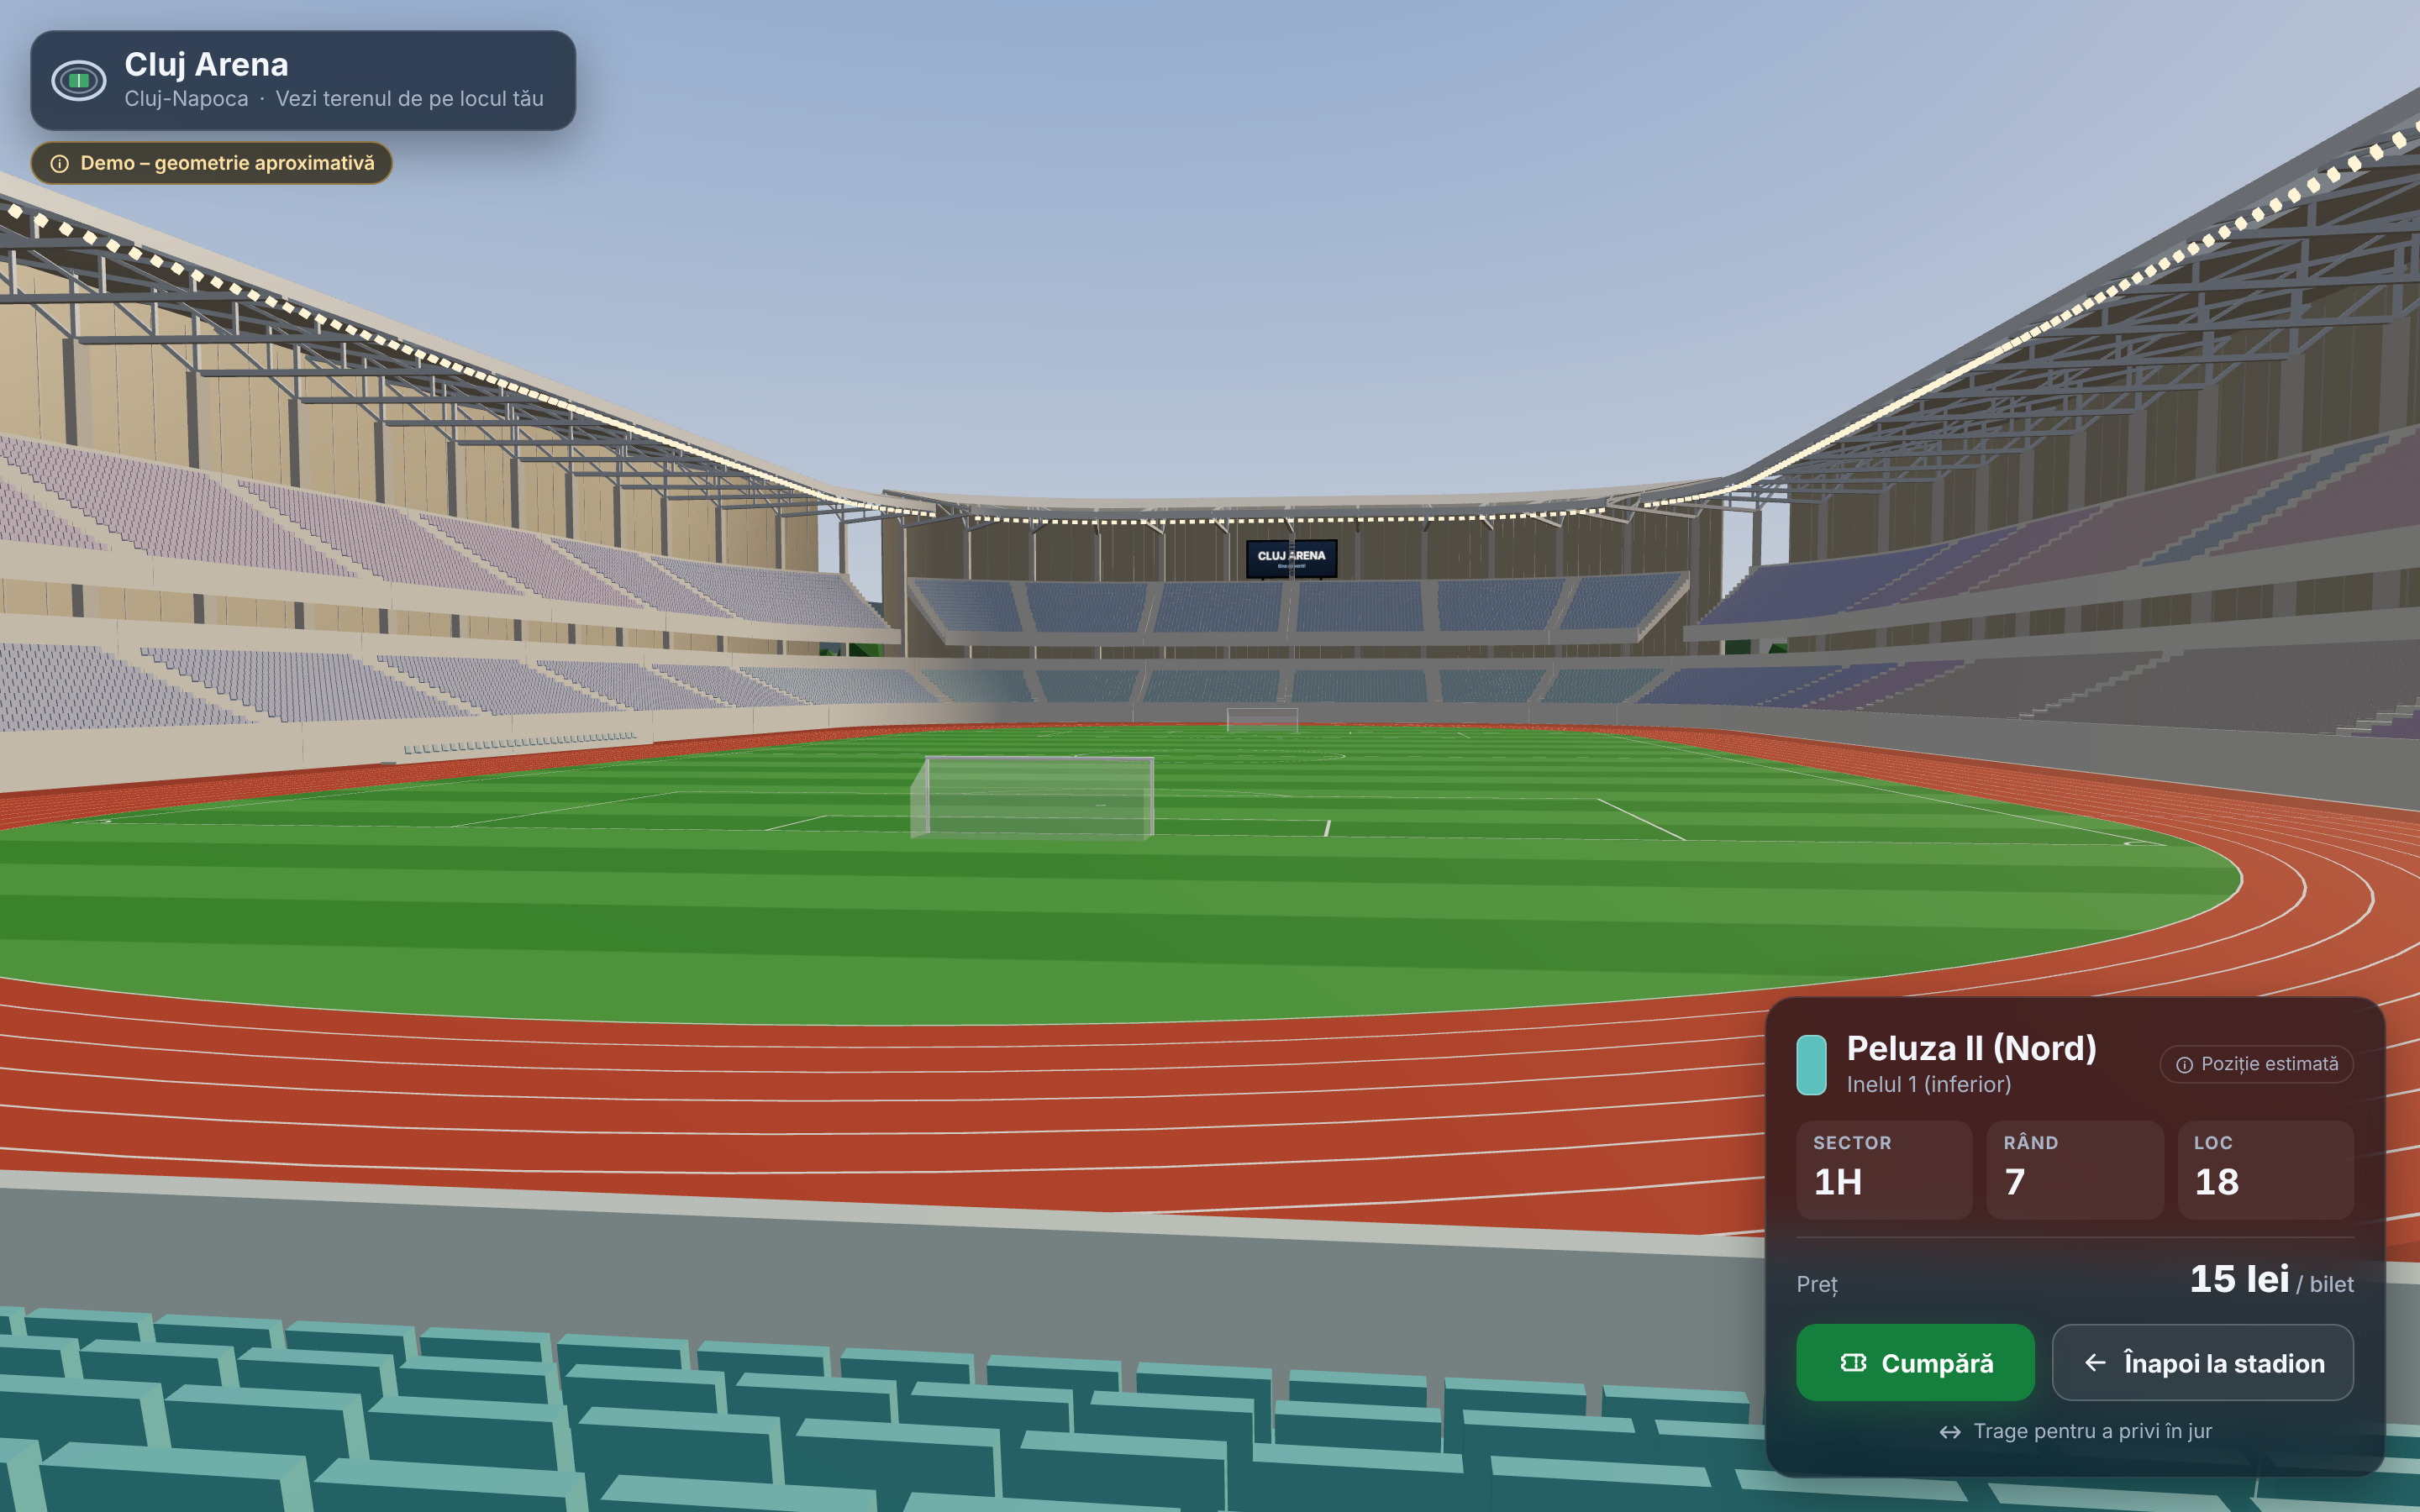 Cluj Arena
Cluj-Napoca · Vezi terenul de pe locul tău
Demo – geometrie aproximativă
CLUJ ARENA
Peluza II (Nord)
Inelul 1 (inferior)
Poziție estimată
SECTOR
1H
RÂND
7
LOC
18
Preț
15 lei / bilet
Cumpără
← Înapoi la stadion
↔ Trage pentru a privi în jur